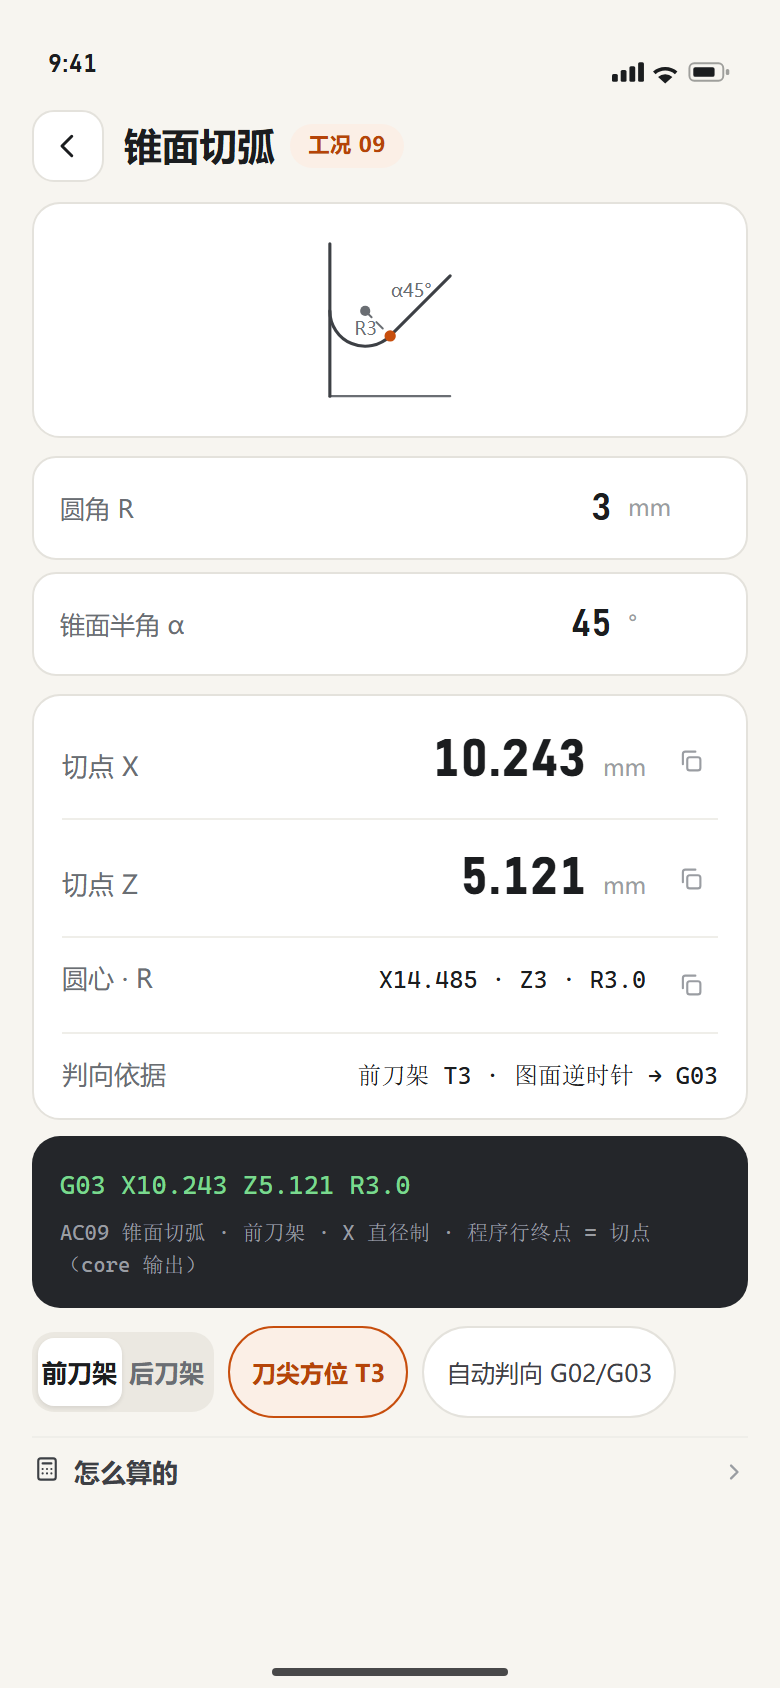 9:41
锥面切弧 工况 09
α45°
R3
圆角 R 3 mm
锥面半角 α 45 °
切点 X 10.243 mm
切点 Z 5.121 mm
圆心 · R X14.485 · Z3 · R3.0
判向依据 前刀架 T3 · 图面逆时针 → G03
G03 X10.243 Z5.121 R3.0
AC09 锥面切弧 · 前刀架 · X 直径制 · 程序行终点 = 切点
（core 输出）
前刀架 后刀架 刀尖方位 T3 自动判向 G02/G03
怎么算的